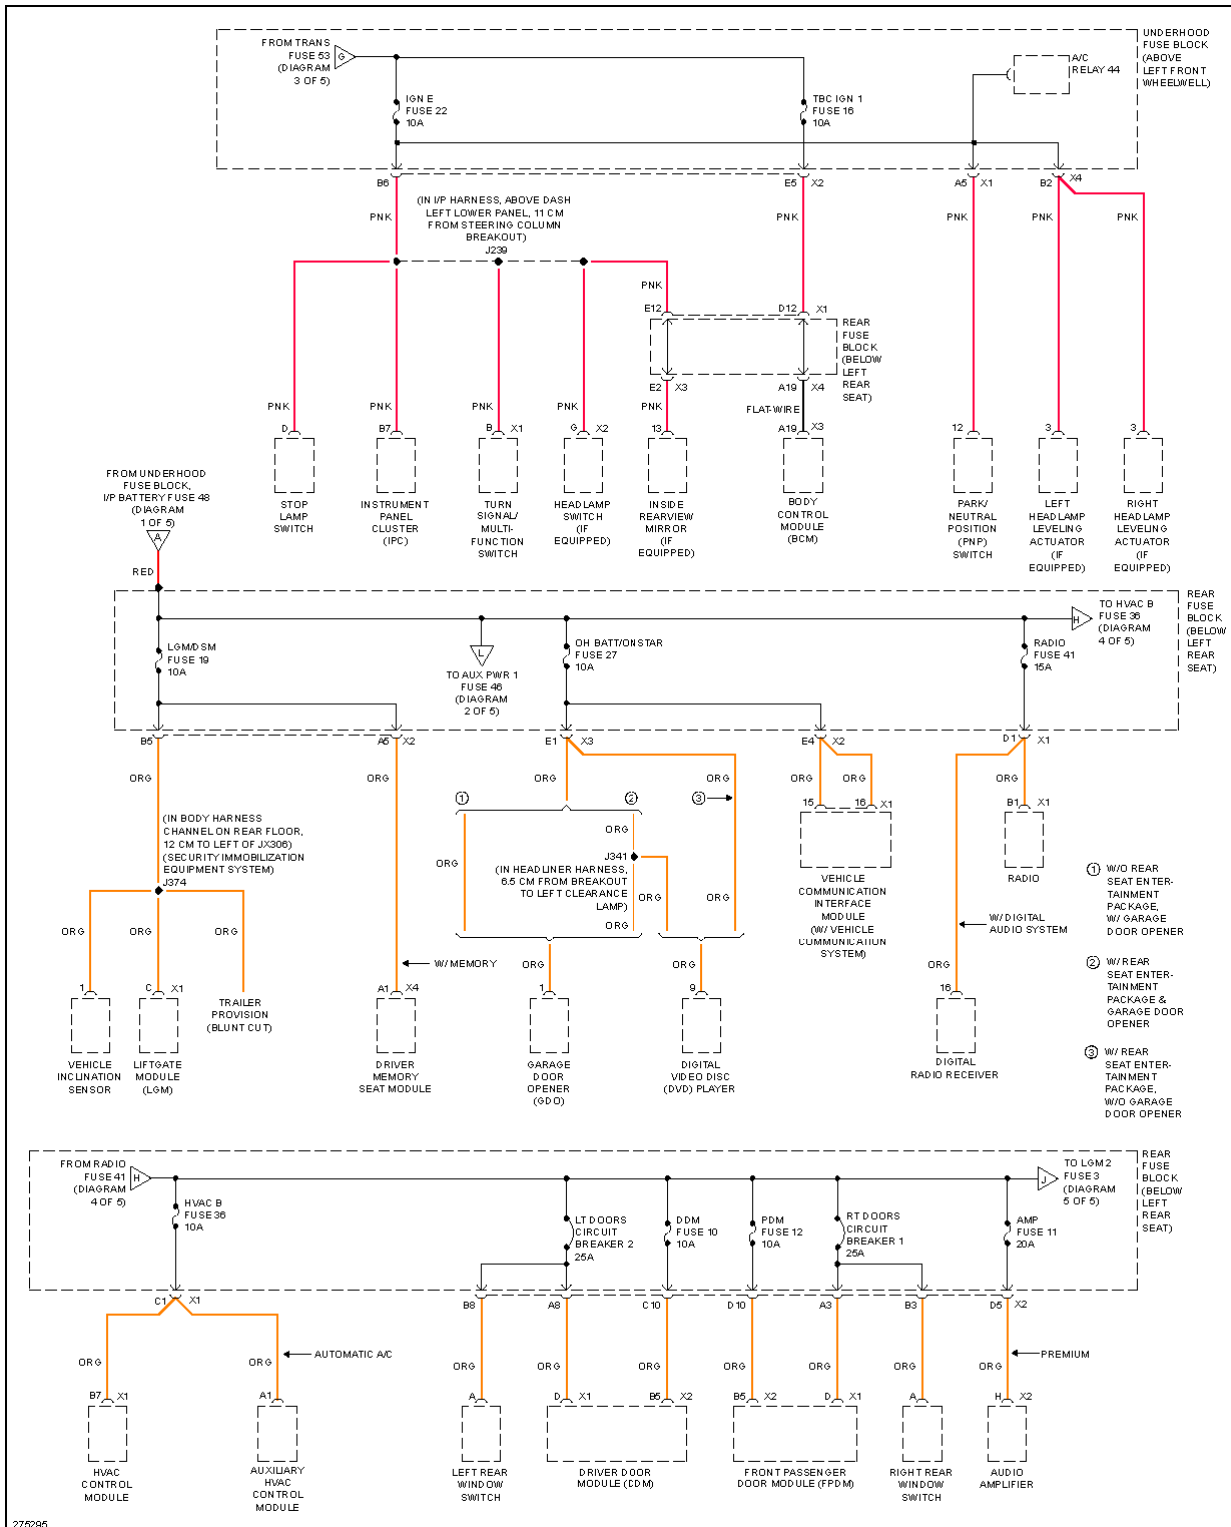 UNDERHOOD
FUSE BLOCK
(ABOVE
LEFT FRONT
WHEELWELL)
FROM TRANS
FUSE 53
(DIAGRAM
3 OF 5)
G
A/C
RELAY 44
IGN E
FUSE 22
10A
TBC IGN 1
FUSE 16
10A
B6
E5 X2
A5 X1
B2 X4
PNK
(IN I/P HARNESS, ABOVE DASH
LEFT LOWER PANEL, 11 CM
FROM STEERING COLUMN
BREAKOUT)
J239
PNK
PNK
PNK
PNK
PNK
E12
D12 X1
REAR
FUSE
BLOCK
(BELOW
LEFT
REAR
SEAT)
E2 X3
A19 X4
PNK
PNK
PNK
PNK
PNK
FLAT-WIRE
D
B7
B X1
G X2
13
A19 X3
12
3
3
STOP
LAMP
SWITCH
INSTRUMENT
PANEL
CLUSTER
(IPC)
TURN
SIGNAL/
MULTI-
FUNCTION
SWITCH
HEADLAMP
SWITCH
(IF
EQUIPPED)
INSIDE
REARVIEW
MIRROR
(IF
EQUIPPED)
BODY
CONTROL
MODULE
(BCM)
PARK/
NEUTRAL
POSITION
(PNP)
SWITCH
LEFT
HEADLAMP
LEVELING
ACTUATOR
(IF
EQUIPPED)
RIGHT
HEADLAMP
LEVELING
ACTUATOR
(IF
EQUIPPED)
FROM UNDERHOOD
FUSE BLOCK,
I/P BATTERY FUSE 48
(DIAGRAM
1 OF 5)
A
RED
REAR
FUSE
BLOCK
(BELOW
LEFT
REAR
SEAT)
LGM/DSM
FUSE 19
10A
L
TO AUX PWR 1
FUSE 46
(DIAGRAM
2 OF 5)
OH BATT/ONSTAR
FUSE 27
10A
RADIO
FUSE 41
15A
H
TO HVAC B
FUSE 36
(DIAGRAM
4 OF 5)
B5
A5 X2
E1 X3
E4 X2
D1 X1
ORG
ORG
ORG
ORG
ORG
ORG
ORG
ORG
1
2
3
(IN BODY HARNESS
CHANNEL ON REAR FLOOR,
12 CM TO LEFT OF JX306)
(SECURITY IMMOBILIZATION
EQUIPMENT SYSTEM)
J374
ORG
J341
(IN HEADLINER HARNESS,
6.5 CM FROM BREAKOUT
TO LEFT CLEARANCE
LAMP)
ORG
ORG
ORG
ORG
15
16 X1
B1 X1
VEHICLE
COMMUNICATION
INTERFACE
MODULE
(W/ VEHICLE
COMMUNICATION
SYSTEM)
RADIO
W/ DIGITAL
AUDIO SYSTEM
1 W/O REAR
SEAT ENTER-
TAINMENT
PACKAGE,
W/ GARAGE
DOOR OPENER
2 W/ REAR
SEAT ENTER-
TAINMENT
PACKAGE &
GARAGE DOOR
OPENER
3 W/ REAR
SEAT ENTER-
TAINMENT
PACKAGE,
W/O GARAGE
DOOR OPENER
ORG
ORG
ORG
W/ MEMORY
ORG
ORG
ORG
1
C X1
TRAILER
PROVISION
(BLUNT CUT)
A1 X4
1
9
16
VEHICLE
INCLINATION
SENSOR
LIFTGATE
MODULE
(LGM)
DRIVER
MEMORY
SEAT MODULE
GARAGE
DOOR
OPENER
(GDO)
DIGITAL
VIDEO DISC
(DVD) PLAYER
DIGITAL
RADIO RECEIVER
REAR
FUSE
BLOCK
(BELOW
LEFT
REAR
SEAT)
FROM RADIO
FUSE 41
(DIAGRAM
4 OF 5)
H
HVAC B
FUSE 36
10A
LT DOORS
CIRCUIT
BREAKER 2
25A
DDM
FUSE 10
10A
PDM
FUSE 12
10A
RT DOORS
CIRCUIT
BREAKER 1
25A
AMP
FUSE 11
20A
J
TO LGM 2
FUSE 3
(DIAGRAM
5 OF 5)
C1 X1
B8
A8
C10
D10
A3
B3
D5 X2
ORG
ORG
AUTOMATIC A/C
ORG
ORG
ORG
ORG
ORG
ORG
ORG
PREMIUM
B7 X1
A1
A
D X1
B5 X2
B5 X2
D X1
A
H X2
HVAC
CONTROL
MODULE
AUXILIARY
HVAC
CONTROL
MODULE
LEFT REAR
WINDOW
SWITCH
DRIVER DOOR
MODULE (DDM)
FRONT PASSENGER
DOOR MODULE (FPDM)
RIGHT REAR
WINDOW
SWITCH
AUDIO
AMPLIFIER
275295